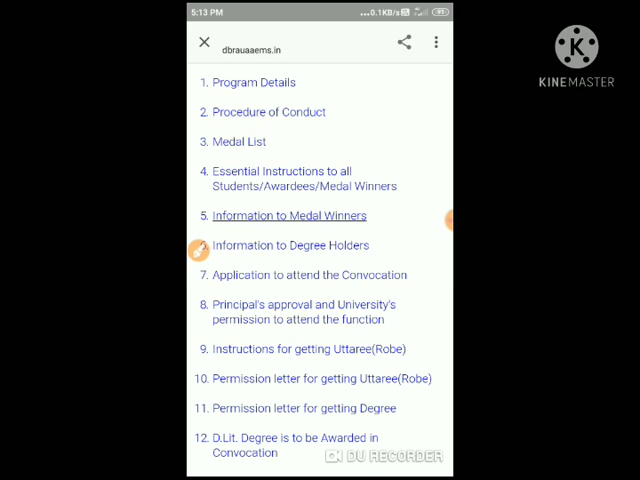 5:13 PM ...0.1KB/s 91
dbrauaaems.in
K
KINEMASTER
1. Program Details
2. Procedure of Conduct
3. Medal List
4. Essential Instructions to all
Students/Awardees/Medal Winners
5. Information to Medal Winners
6. Information to Degree Holders
7. Application to attend the Convocation
8. Principal's approval and University's
permission to attend the function
9. Instructions for getting Uttaree(Robe)
10. Permission letter for getting Uttaree(Robe)
11. Permission letter for getting Degree
12. D.Lit. Degree is to be Awarded in
Convocation
DU RECORDER